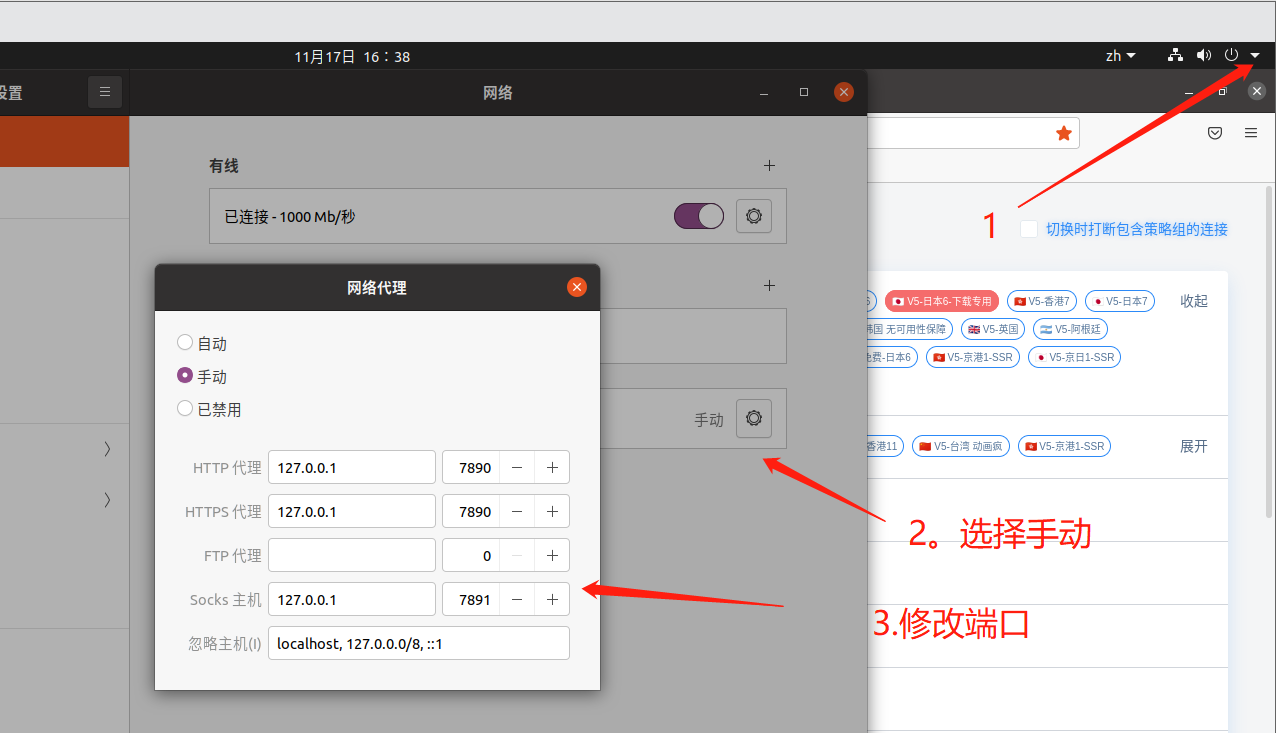 11月17日 16：38
zh
设置
网络
有线
已连接 - 1000 Mb/秒
1
切换时打断包含策略组的连接
网络代理
V5-日本6-下载专用
V5-香港7
V5-日本7
收起
自动
韩国 无可用性保障
V5-英国
V5-阿根廷
手动
免费-日本6
V5-京港1-SSR
V5-京日1-SSR
已禁用
手动
香港11
V5-台湾 动画疯
V5-京港1-SSR
展开
HTTP 代理 127.0.0.1 7890
HTTPS 代理 127.0.0.1 7890
2。选择手动
FTP 代理 0
Socks 主机 127.0.0.1 7891
3.修改端口
忽略主机(I) localhost, 127.0.0.0/8, ::1